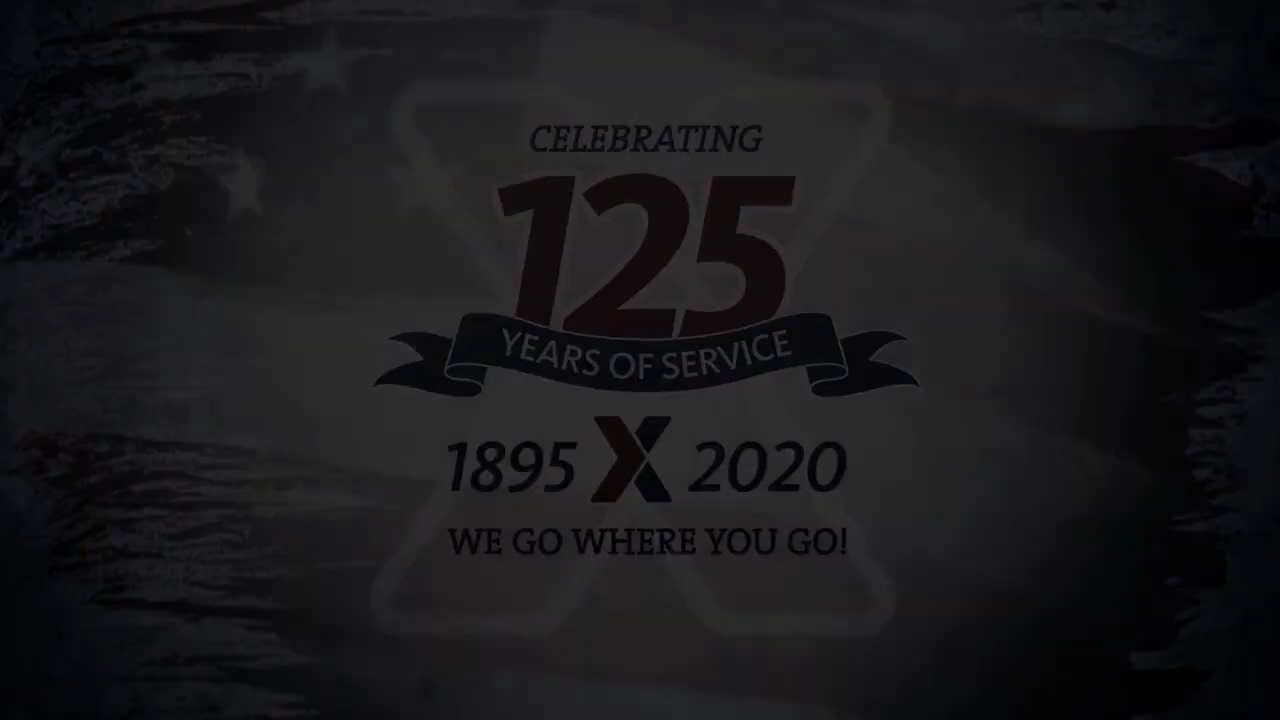 CELEBRATING
125
YEARS OF SERVICE
1895 X 2020
WE GO WHERE YOU GO!